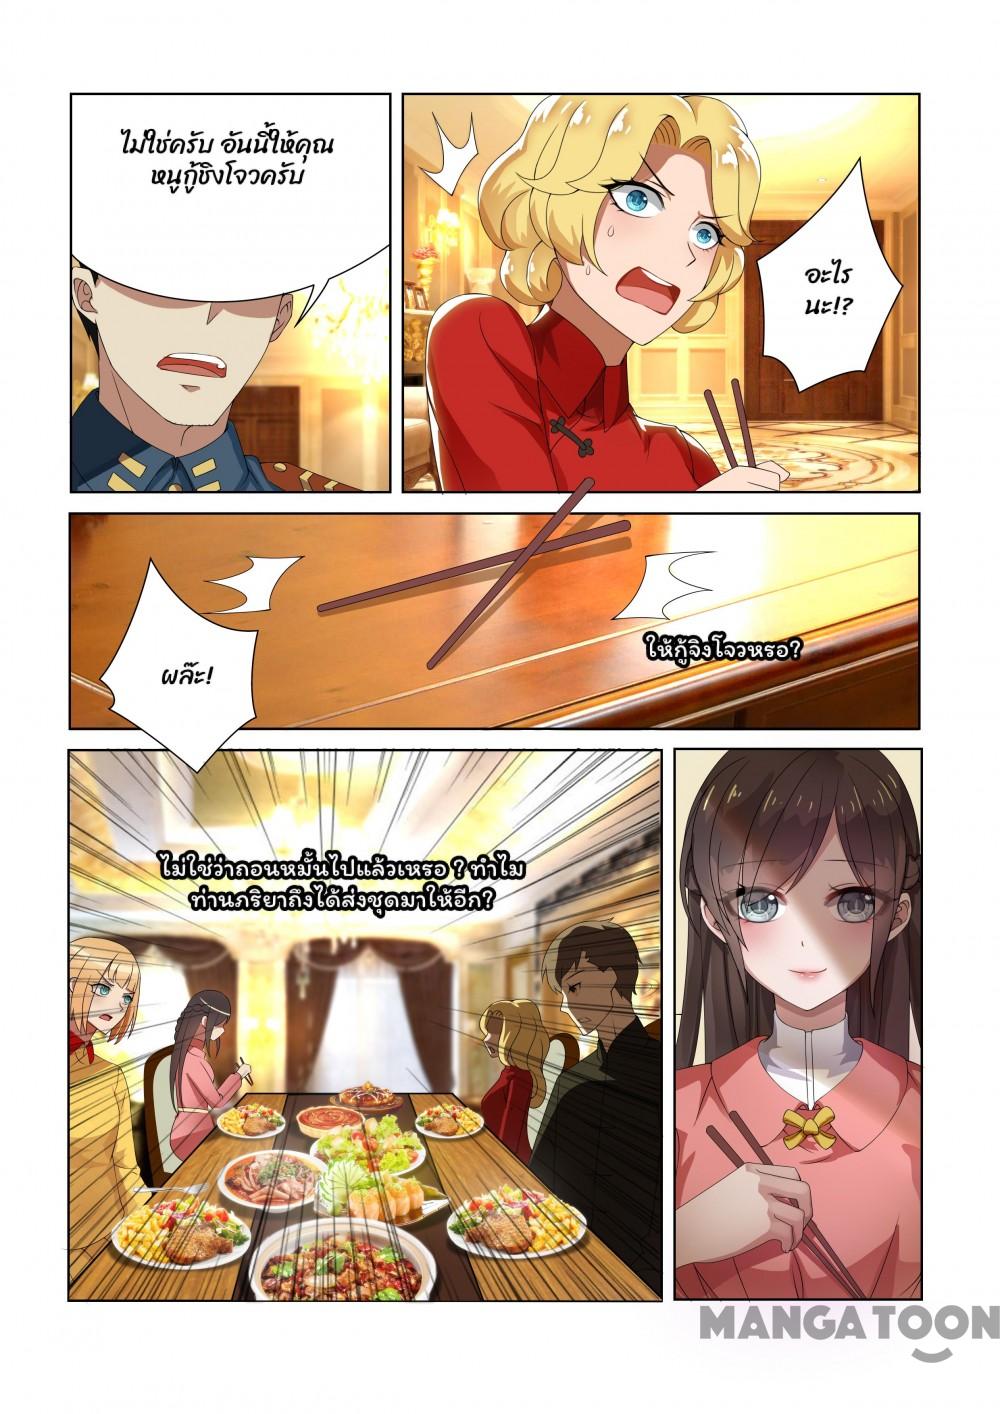 ไม่ใช่ครับ อันนี้ให้คุณ
หนูกู้ชิงโจวครับ
อะไร
นะ!?
ผล๊ะ!
ให้กู้จิงโจวหรอ?
ไม่ใช่ว่าถอนหมั้นไปแล้วเหรอ ? ทำไม
ท่านภริยาถึงได้ส่งชุดมาให้อีก?
MANGATOON